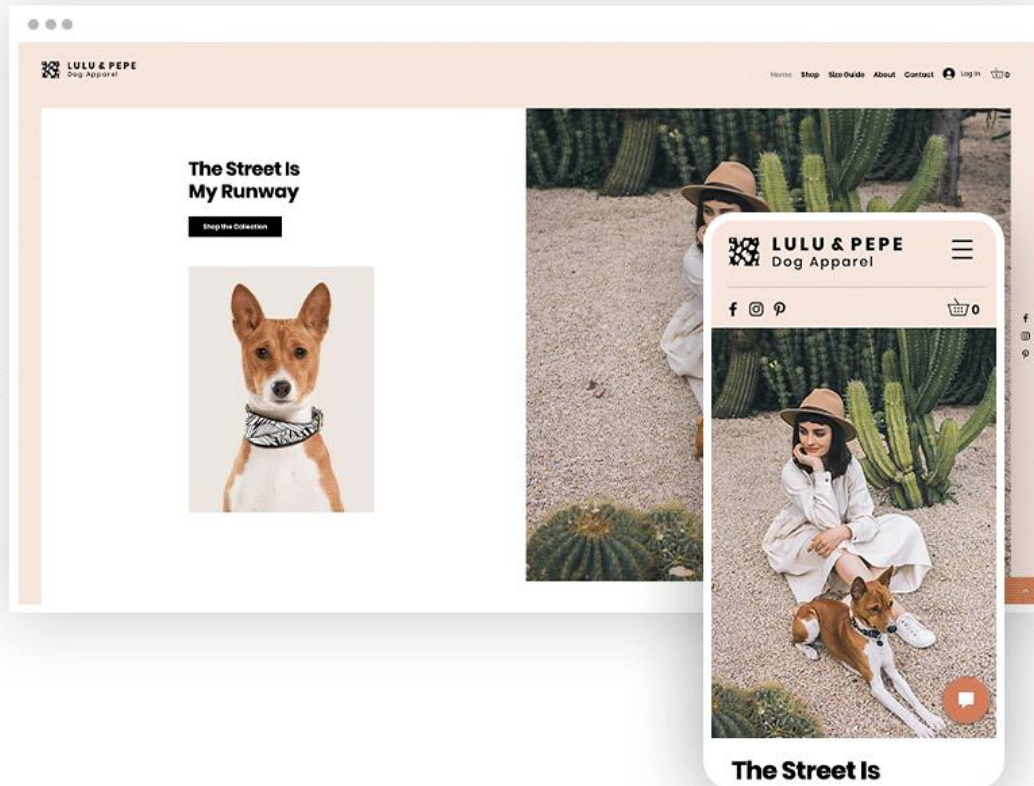 LULU & PEPE
Dog Apparel
Home Shop Size Guide About Contact Log In 0
The Street Is
My Runway
Shop the Collection
LULU & PEPE
Dog Apparel
0
The Street Is